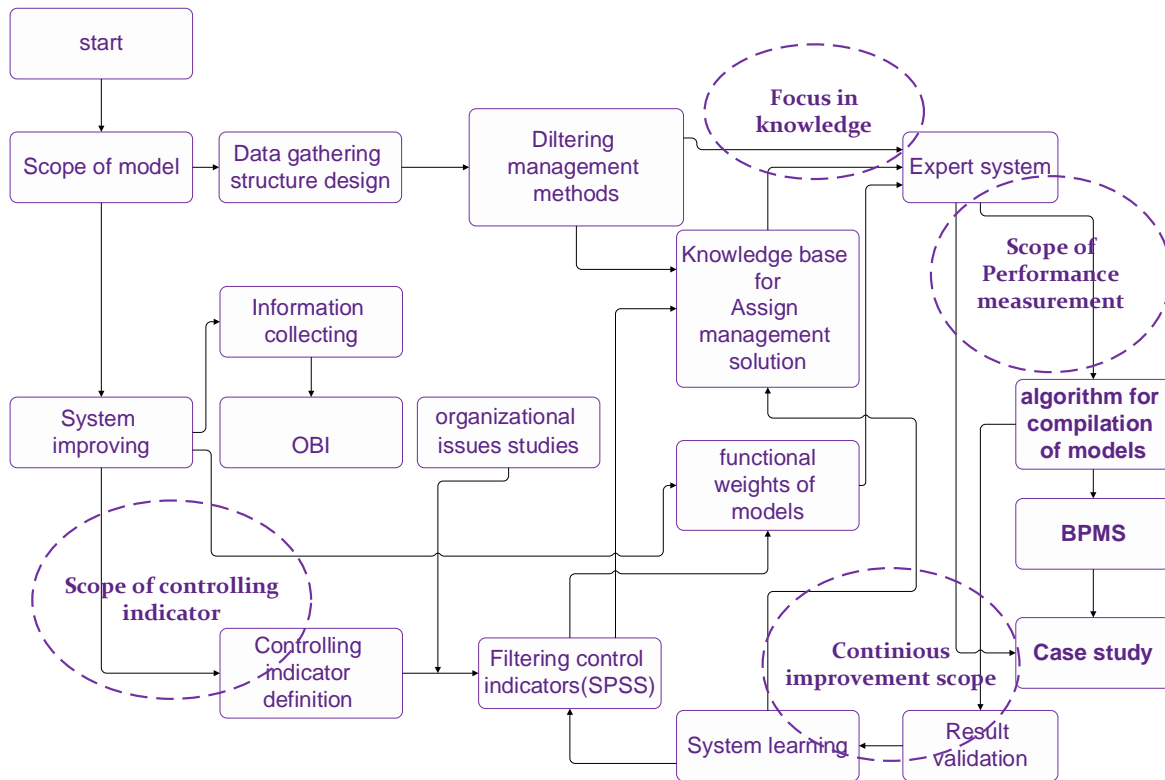 start
Focus in
knowledge
Scope of model
Data gathering
structure design
Diltering
management
methods
Expert system
Scope of
Performance
measurement
Knowledge base
for
Assign
management
solution
Information
collecting
System
improving
OBI
organizational
issues studies
algorithm for
compilation
of models
functional
weights of
models
BPMS
Scope of controlling
indicator
Controlling
indicator
definition
Filtering control
indicators(SPSS)
Continious
improvement scope
Case study
System learning
Result
validation